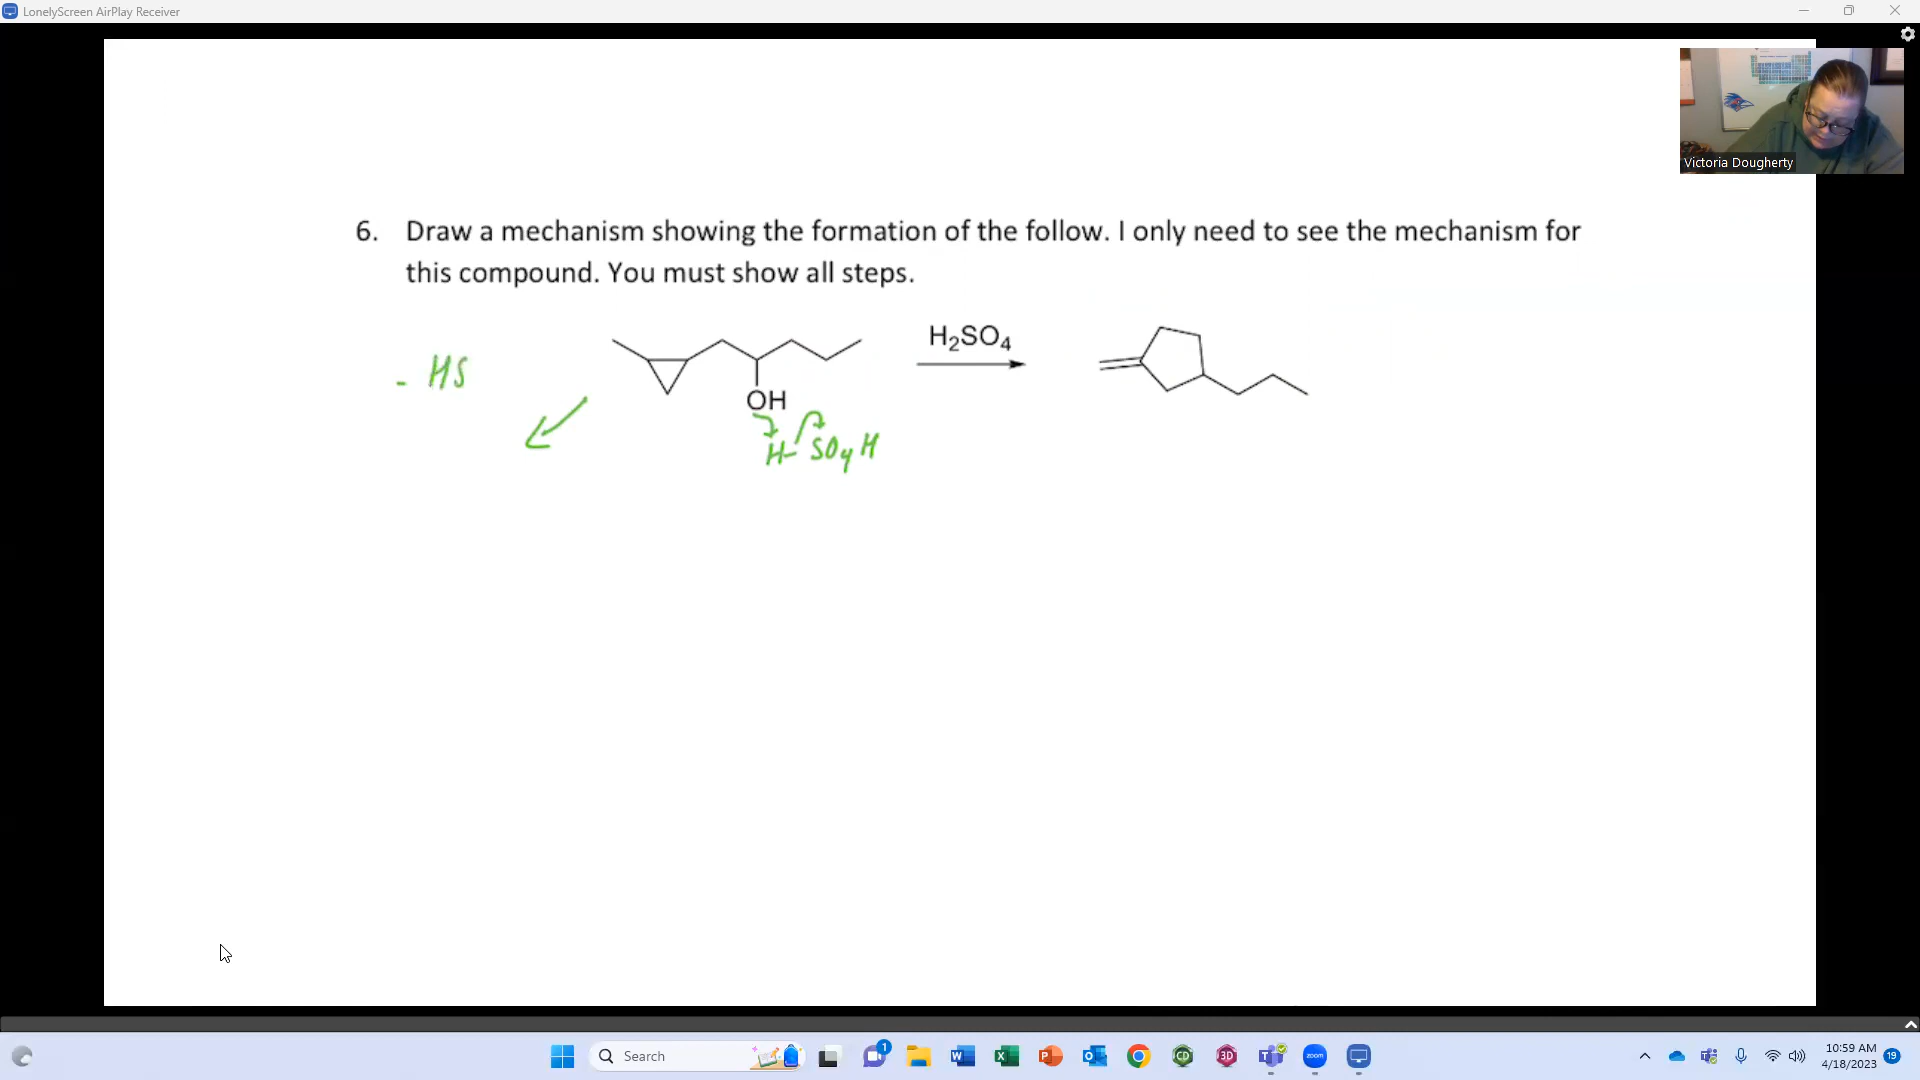 LonelyScreen AirPlay Receiver
Victoria Dougherty
6. Draw a mechanism showing the formation of the follow. I only need to see the mechanism for
this compound. You must show all steps.
H₂SO₄
- HS
OH
H- SO₄H
Search
1
10:59 AM
4/18/2023
19